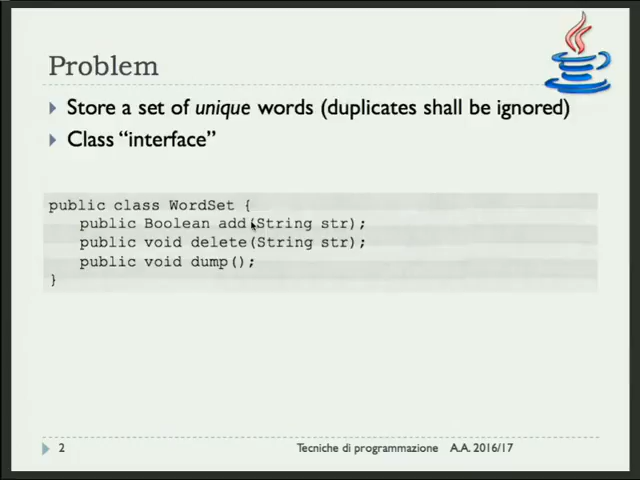 Problem
Store a set of unique words (duplicates shall be ignored)
Class “interface”
public class WordSet {
public Boolean add(String str);
public void delete(String str);
public void dump();
}
2
Tecniche di programmazione A.A. 2016/17